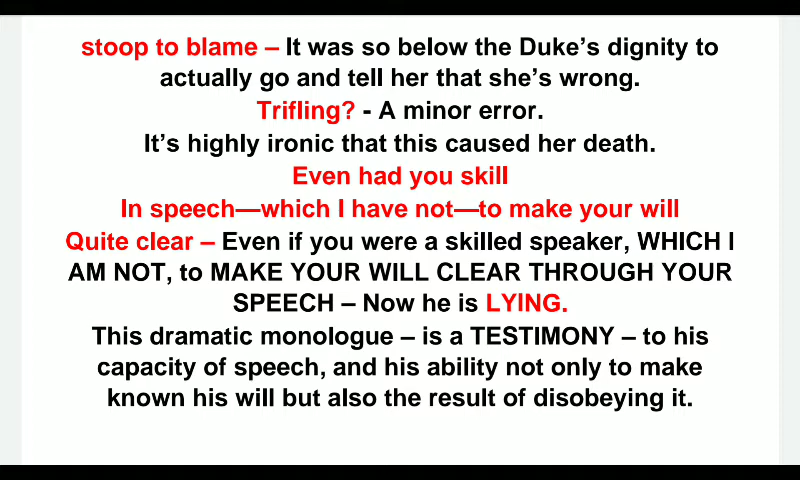 stoop to blame – It was so below the Duke's dignity to
actually go and tell her that she's wrong.
Trifling? - A minor error.
It's highly ironic that this caused her death.
Even had you skill
In speech—which I have not—to make your will
Quite clear – Even if you were a skilled speaker, WHICH I
AM NOT, to MAKE YOUR WILL CLEAR THROUGH YOUR
SPEECH – Now he is LYING.
This dramatic monologue – is a TESTIMONY – to his
capacity of speech, and his ability not only to make
known his will but also the result of disobeying it.